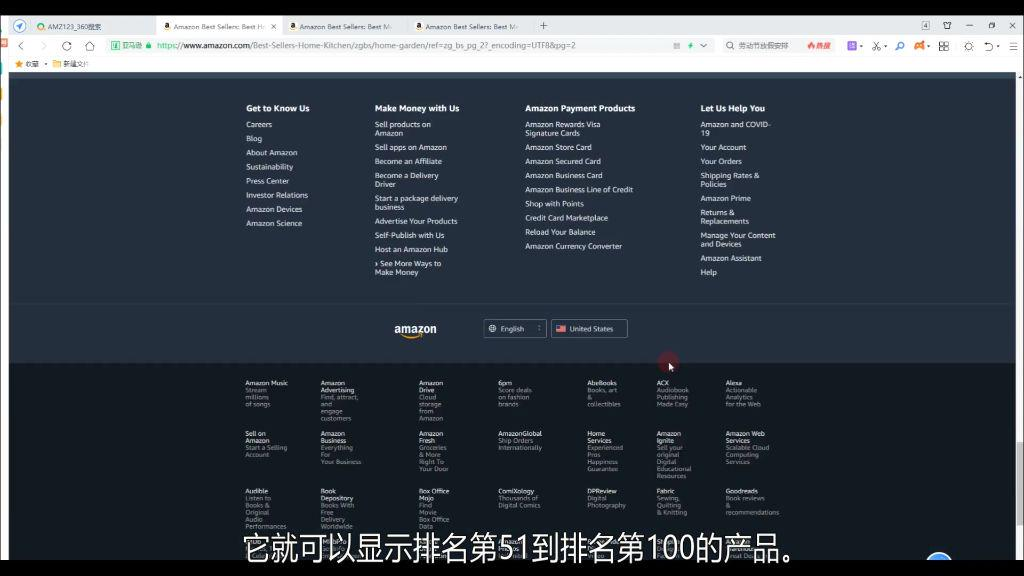 AMZ123_360搜索
Amazon Best Sellers: Best H
Amazon Best Sellers: Best M
Amazon Best Sellers: Best M
4
亚马逊
https://www.amazon.com/Best-Sellers-Home-Kitchen/zgbs/home-garden/ref=zg_bs_pg_2?_encoding=UTF8&pg=2
劳动节放假安排
热搜
收藏
新建文件
Get to Know Us
Careers
Blog
About Amazon
Sustainability
Press Center
Investor Relations
Amazon Devices
Amazon Science
Make Money with Us
Sell products on
Amazon
Sell apps on Amazon
Become an Affiliate
Become a Delivery
Driver
Start a package delivery
business
Advertise Your Products
Self-Publish with Us
Host an Amazon Hub
› See More Ways to
Make Money
Amazon Payment Products
Amazon Rewards Visa
Signature Cards
Amazon Store Card
Amazon Secured Card
Amazon Business Card
Amazon Business Line of Credit
Shop with Points
Credit Card Marketplace
Reload Your Balance
Amazon Currency Converter
Let Us Help You
Amazon and COVID-
19
Your Account
Your Orders
Shipping Rates &
Policies
Amazon Prime
Returns &
Replacements
Manage Your Content
and Devices
Amazon Assistant
Help
amazon
English
United States
Amazon Music
Stream
millions
of songs
Amazon
Advertising
Find, attract,
and
engage
customers
Amazon
Drive
Cloud
storage
from
Amazon
6pm
Score deals
on fashion
brands
AbeBooks
Books, art
&
collectibles
ACX
Audiobook
Publishing
Made Easy
Alexa
Actionable
Analytics
for the Web
Sell on
Amazon
Start a Selling
Account
Amazon
Business
Everything
For
Your Business
Amazon
Fresh
Groceries
& More
Right To
Your Door
AmazonGlobal
Ship Orders
Internationally
Home
Services
Experienced
Pros
Happiness
Guarantee
Amazon
Ignite
Sell your
original
Digital
Educational
Resources
Amazon Web
Services
Scalable Cloud
Computing
Services
Audible
Listen to
Books &
Original
Audio
Performances
Book
Depository
Books With
Free
Delivery
Worldwide
Box Office
Mojo
Find
Movie
Box Office
Data
ComiXology
Thousands of
Digital Comics
DPReview
Digital
Photography
Fabric
Sewing,
Quilting
& Knitting
Goodreads
Book reviews
&
recommendations
它就可以显示排名第51到排名第100的产品。